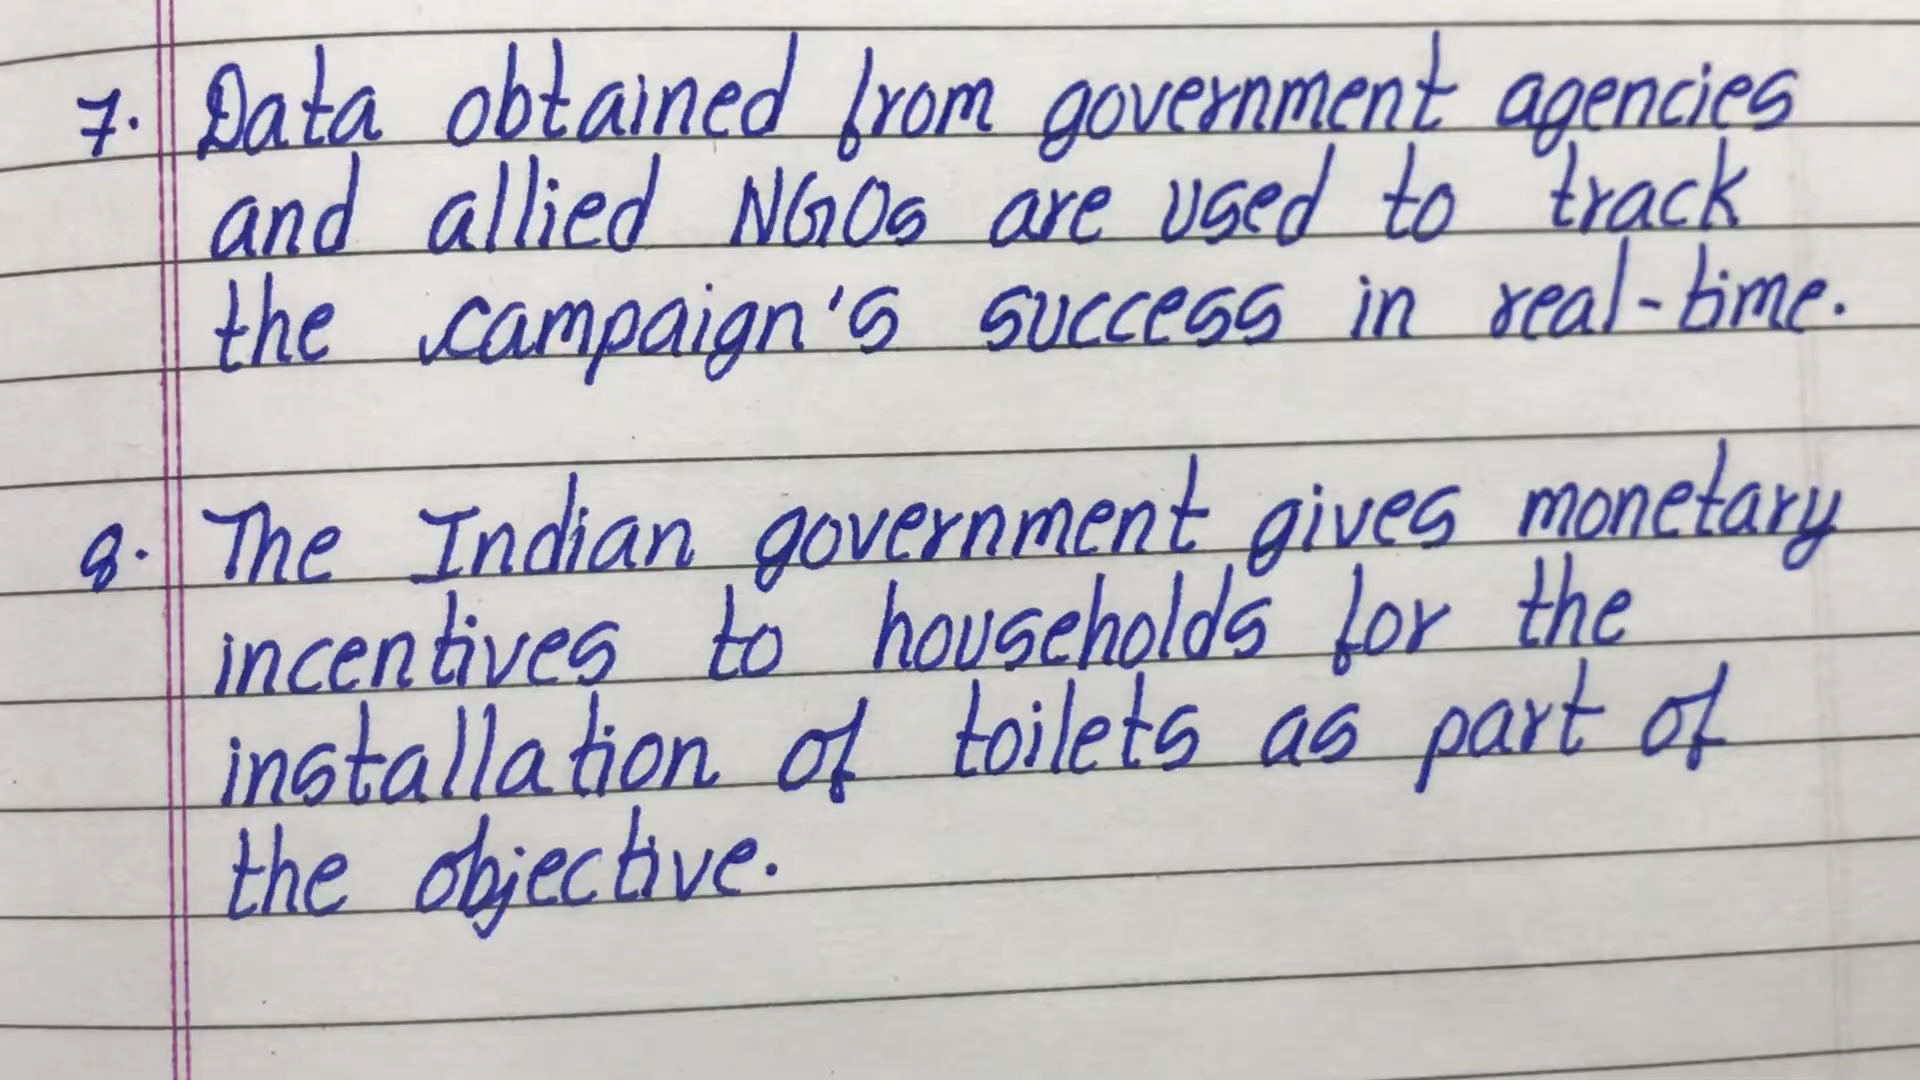 7. Data obtained from government agencies
and allied NGOs are used to track
the campaign's success in real-time.
8. The Indian government gives monetary
incentives to households for the
installation of toilets as part of
the objective.